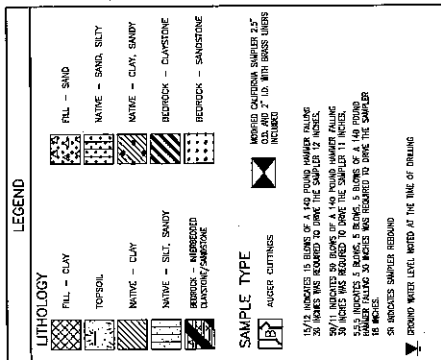 LEGEND
LITHOLOGY
FILL - CLAY
TOPSOIL
NATIVE - CLAY
NATIVE - SILT, SANDY
BEDROCK - INTERBEDDED
CLAYSTONE/SANDSTONE
FILL - SAND
NATIVE - SAND, SILTY
NATIVE - CLAY, SANDY
BEDROCK - CLAYSTONE
BEDROCK - SANDSTONE
SAMPLE TYPE
B
AUGER CUTTINGS
MODIFIED CALIFORNIA SAMPLER 2.5"
O.D. AND 2" I.D. WITH BRASS LINERS
INCLUDED
15/12 INDICATES 15 BLOWS OF A 140 POUND HAMMER FALLING
30 INCHES WAS REQUIRED TO DRIVE THE SAMPLER 12 INCHES.
50/11 INDICATES 50 BLOWS OF A 140 POUND HAMMER FALLING
30 INCHES WAS REQUIRED TO DRIVE THE SAMPLER 11 INCHES.
5,5,5 INDICATES 5 BLOWS, 5 BLOWS, 5 BLOWS OF A 140 POUND
HAMMER FALLING 30 INCHES WAS REQUIRED TO DRIVE THE SAMPLER
18 INCHES.
SR INDICATES SAMPLER REBOUND
GROUND WATER LEVEL NOTED AT THE TIME OF DRILLING